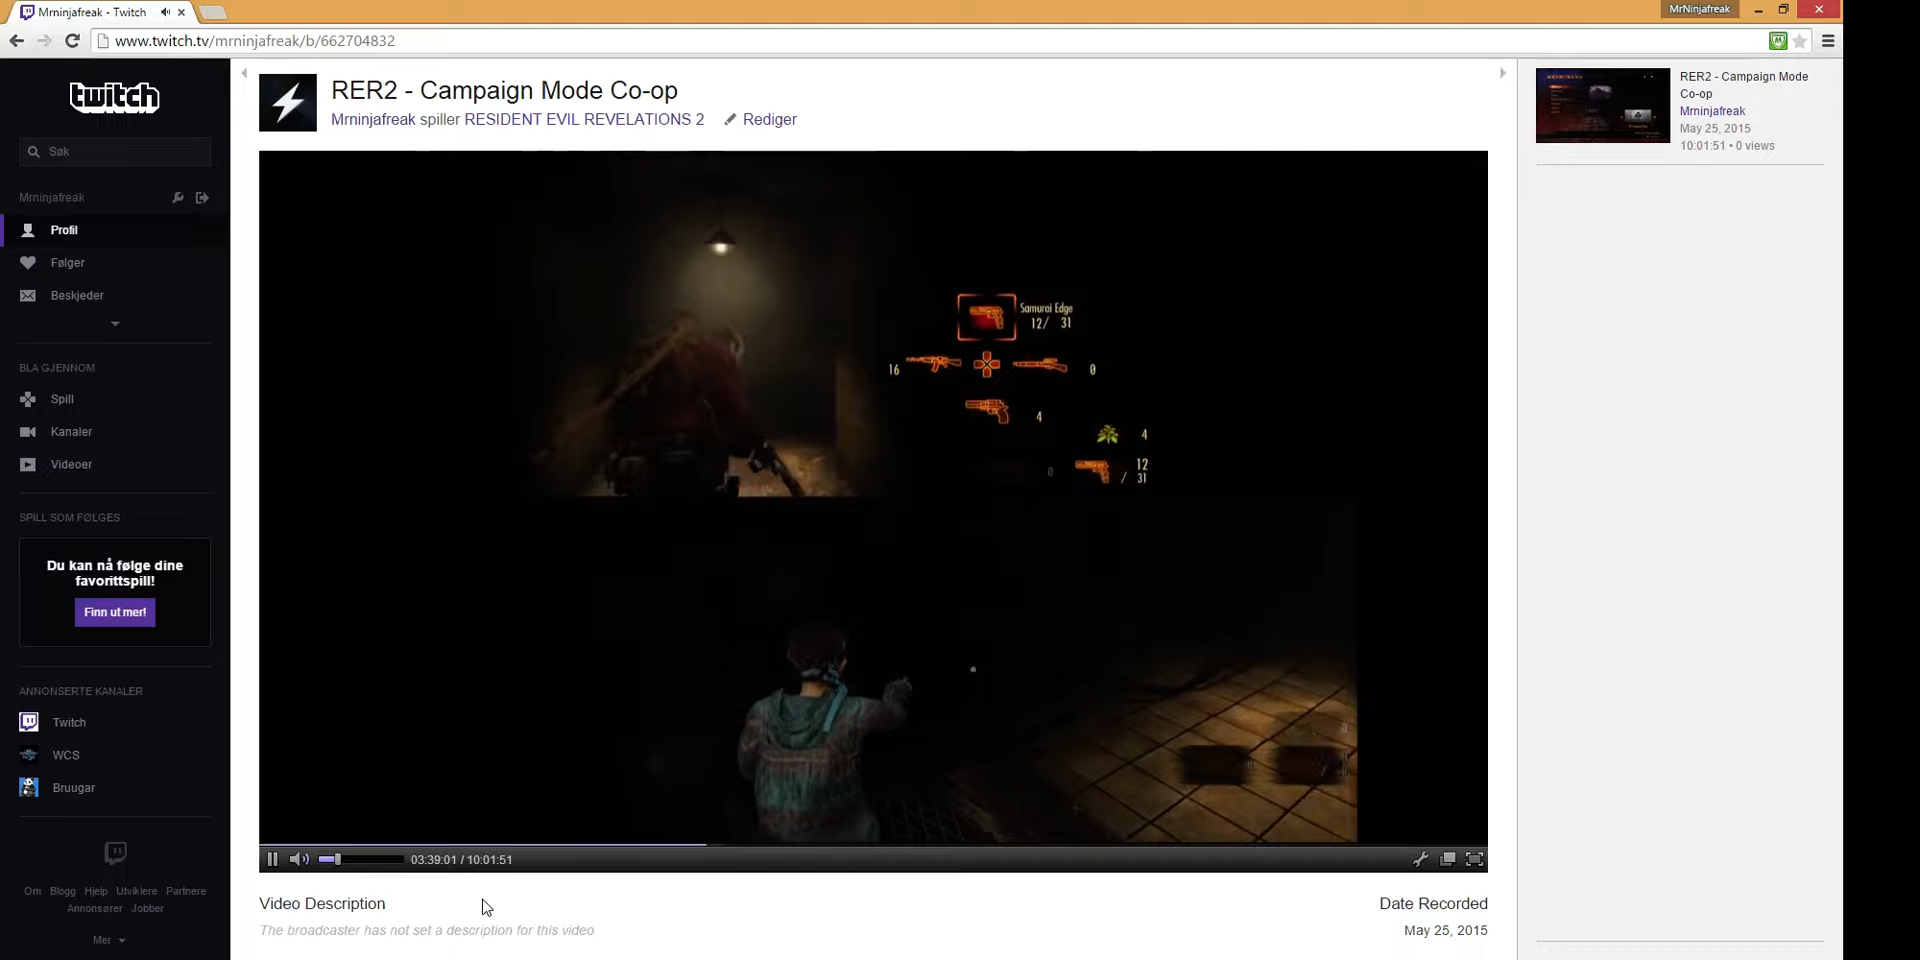 Mrninjafreak - Twitch
MrNinjafreak
www.twitch.tv/mrninjafreak/b/662704832
twitch
Søk
Mrninjafreak
Profil
Følger
Beskjeder
BLA GJENNOM
Spill
Kanaler
Videoer
SPILL SOM FØLGES
Du kan nå følge dine
favorittspill!
Finn ut mer!
ANNONSERTE KANALER
Twitch
WCS
Bruugar
Om Blogg Hjelp Utviklere Partnere
Annonsører Jobber
Mer
RER2 - Campaign Mode Co-op
Mrninjafreak spiller RESIDENT EVIL REVELATIONS 2 Rediger
Samurai Edge
12/ 31
16
0
4
4
0
12
/ 31
03:39:01 / 10:01:51
Video Description
The broadcaster has not set a description for this video
Date Recorded
May 25, 2015
RER2 - Campaign Mode
Co-op
Mrninjafreak
May 25, 2015
10:01:51 • 0 views